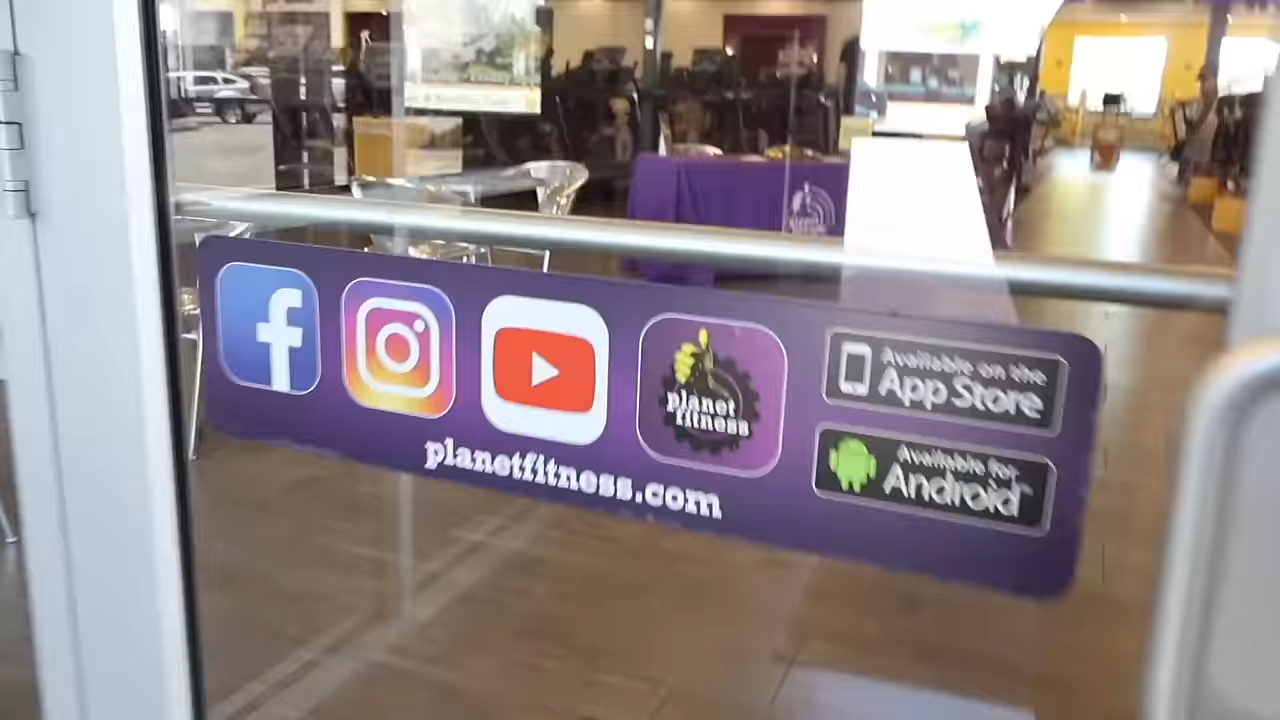 planet
fitness
Available on the
App Store
Available for
Android
planetfitness.com